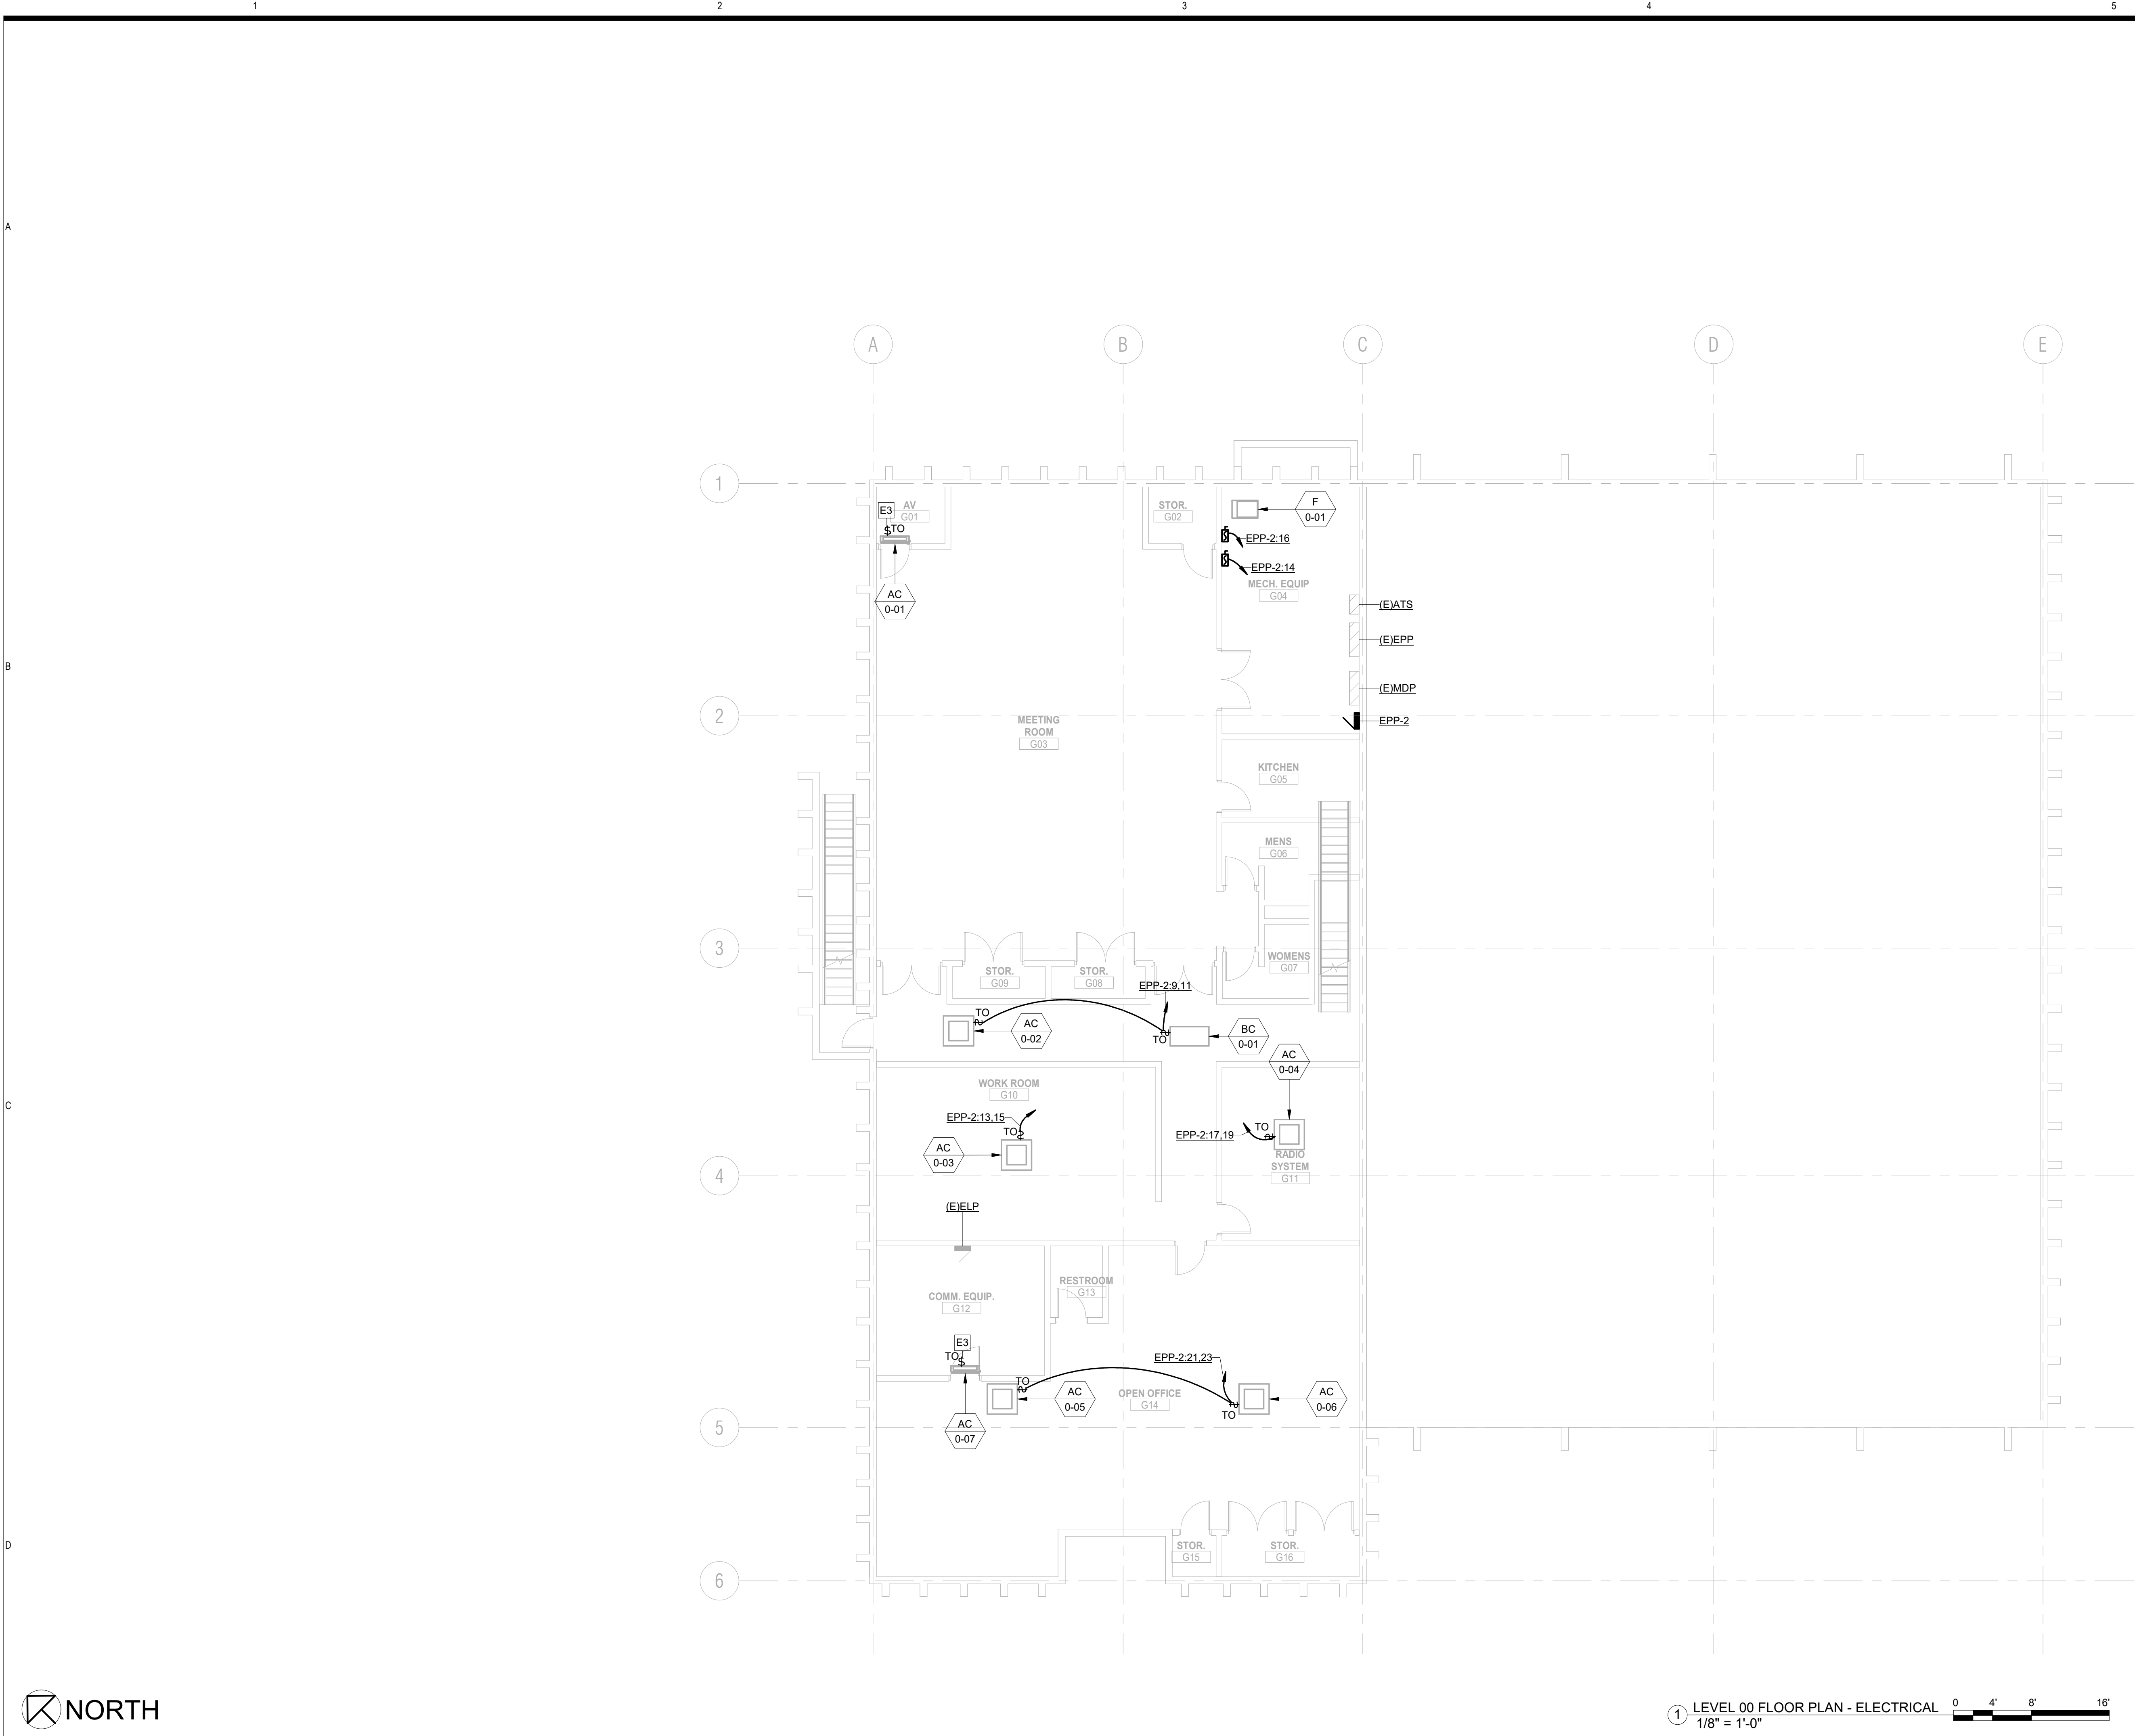 1 2 3 4 5
A
A B C D E
1
AV
G01
E3
TO
$
STOR.
G02
F
0-01
EPP-2:16
EPP-2:14
MECH. EQUIP
G04
AC
0-01
(E)ATS
(E)EPP
B
(E)MDP
2
EPP-2
MEETING
ROOM
G03
KITCHEN
G05
MENS
G06
3
WOMENS
G07
STOR.
G09
STOR.
G08
EPP-2:9,11
TO
AC
0-02
TO
BC
0-01
AC
0-04
WORK ROOM
G10
C
EPP-2:13,15
TO
$
EPP-2:17,19
TO
AC
0-03
RADIO
SYSTEM
G11
4
(E)ELP
RESTROOM
G13
COMM. EQUIP.
G12
E3
TO
$
EPP-2:21,23
TO
AC
0-05
OPEN OFFICE
G14
TO
AC
0-06
AC
0-07
5
D
STOR.
G15
STOR.
G16
6
NORTH
1 LEVEL 00 FLOOR PLAN - ELECTRICAL
1/8" = 1'-0"
0 4' 8' 16'